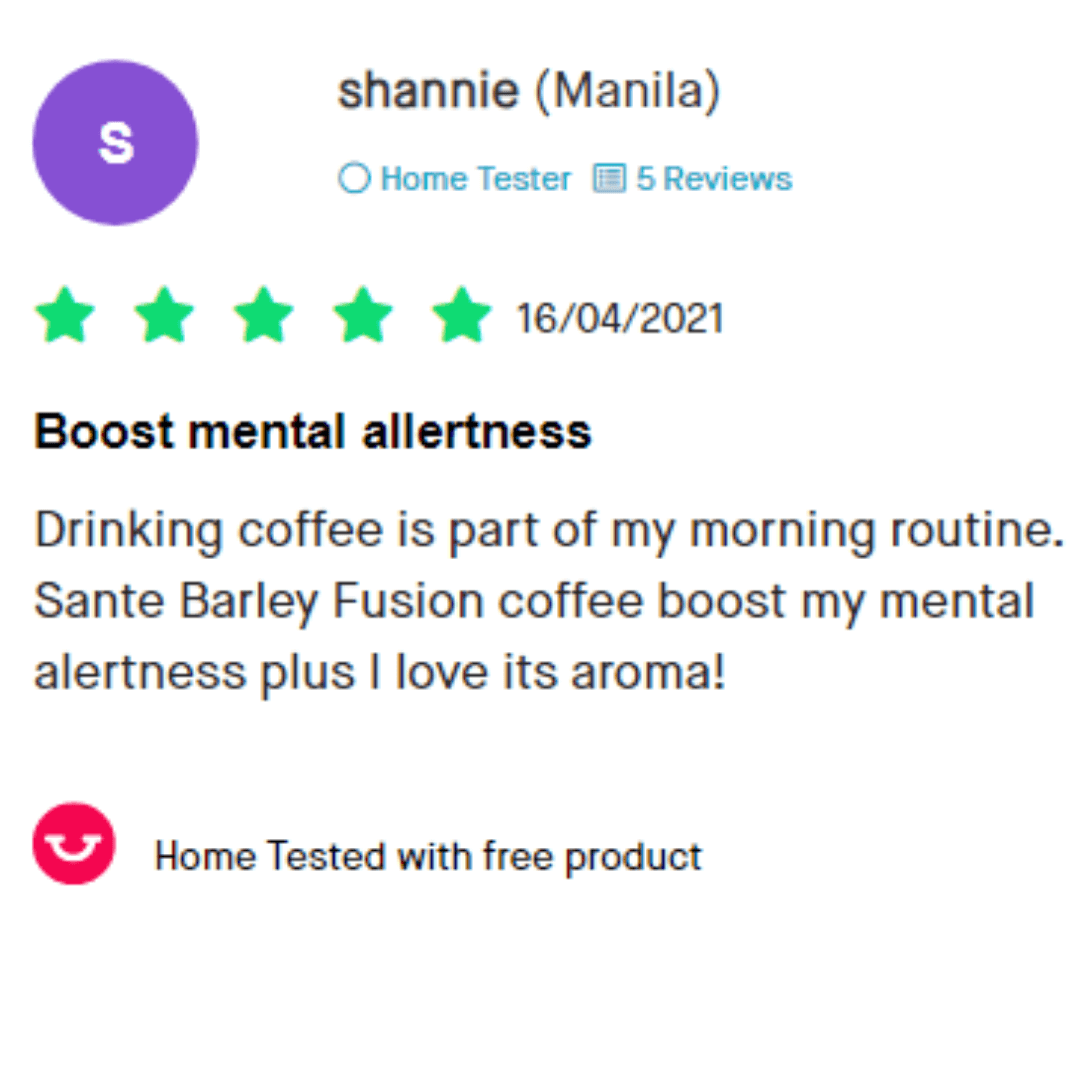 S
shannie (Manila)
Home Tester 5 Reviews
16/04/2021
Boost mental allertness
Drinking coffee is part of my morning routine.
Sante Barley Fusion coffee boost my mental
alertness plus I love its aroma!
Home Tested with free product